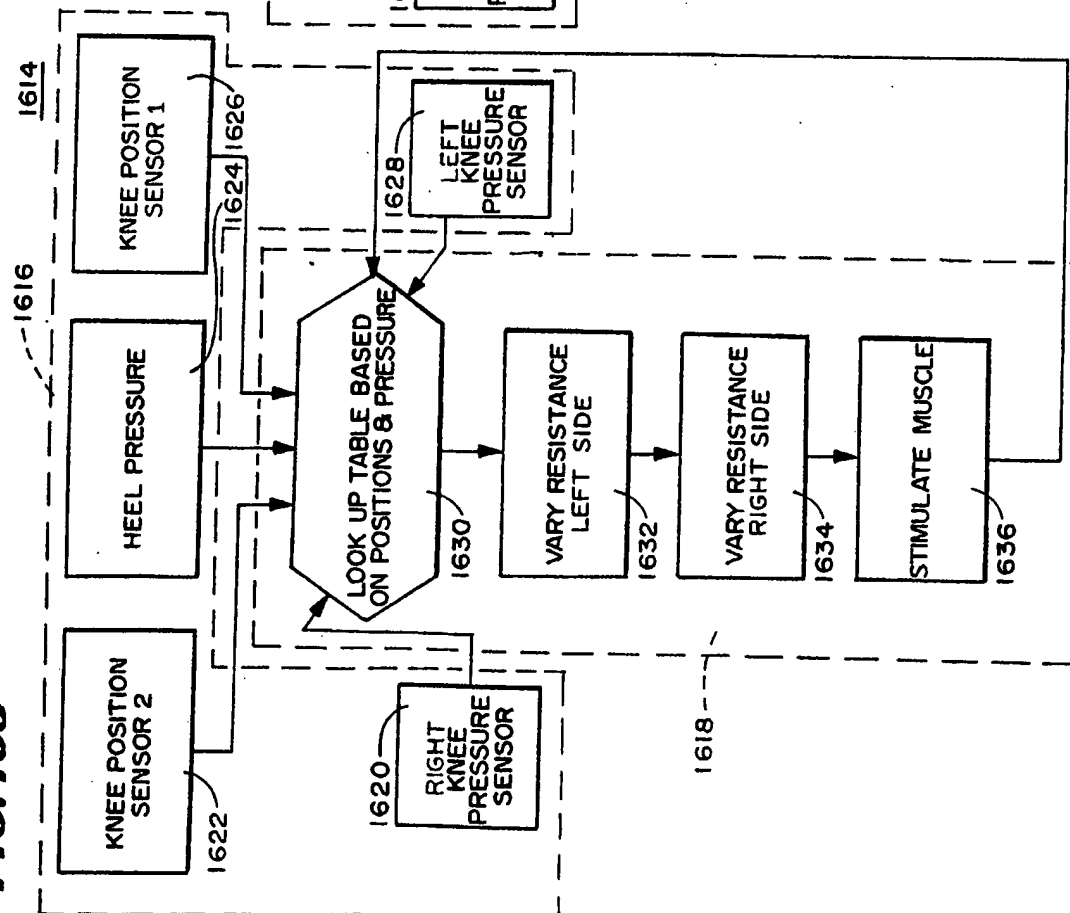 1614
1616
KNEE POSITION
SENSOR 2
1622
HEEL PRESSURE
1624
KNEE POSITION
SENSOR 1
1626
1620
RIGHT
KNEE
PRESSURE
SENSOR
1628
LEFT
KNEE
PRESSURE
SENSOR
LOOK UP TABLE BASED
ON POSITIONS & PRESSURE
1630
VARY RESISTANCE
LEFT SIDE
1632
VARY RESISTANCE
RIGHT SIDE
1634
STIMULATE MUSCLE
1636
1618